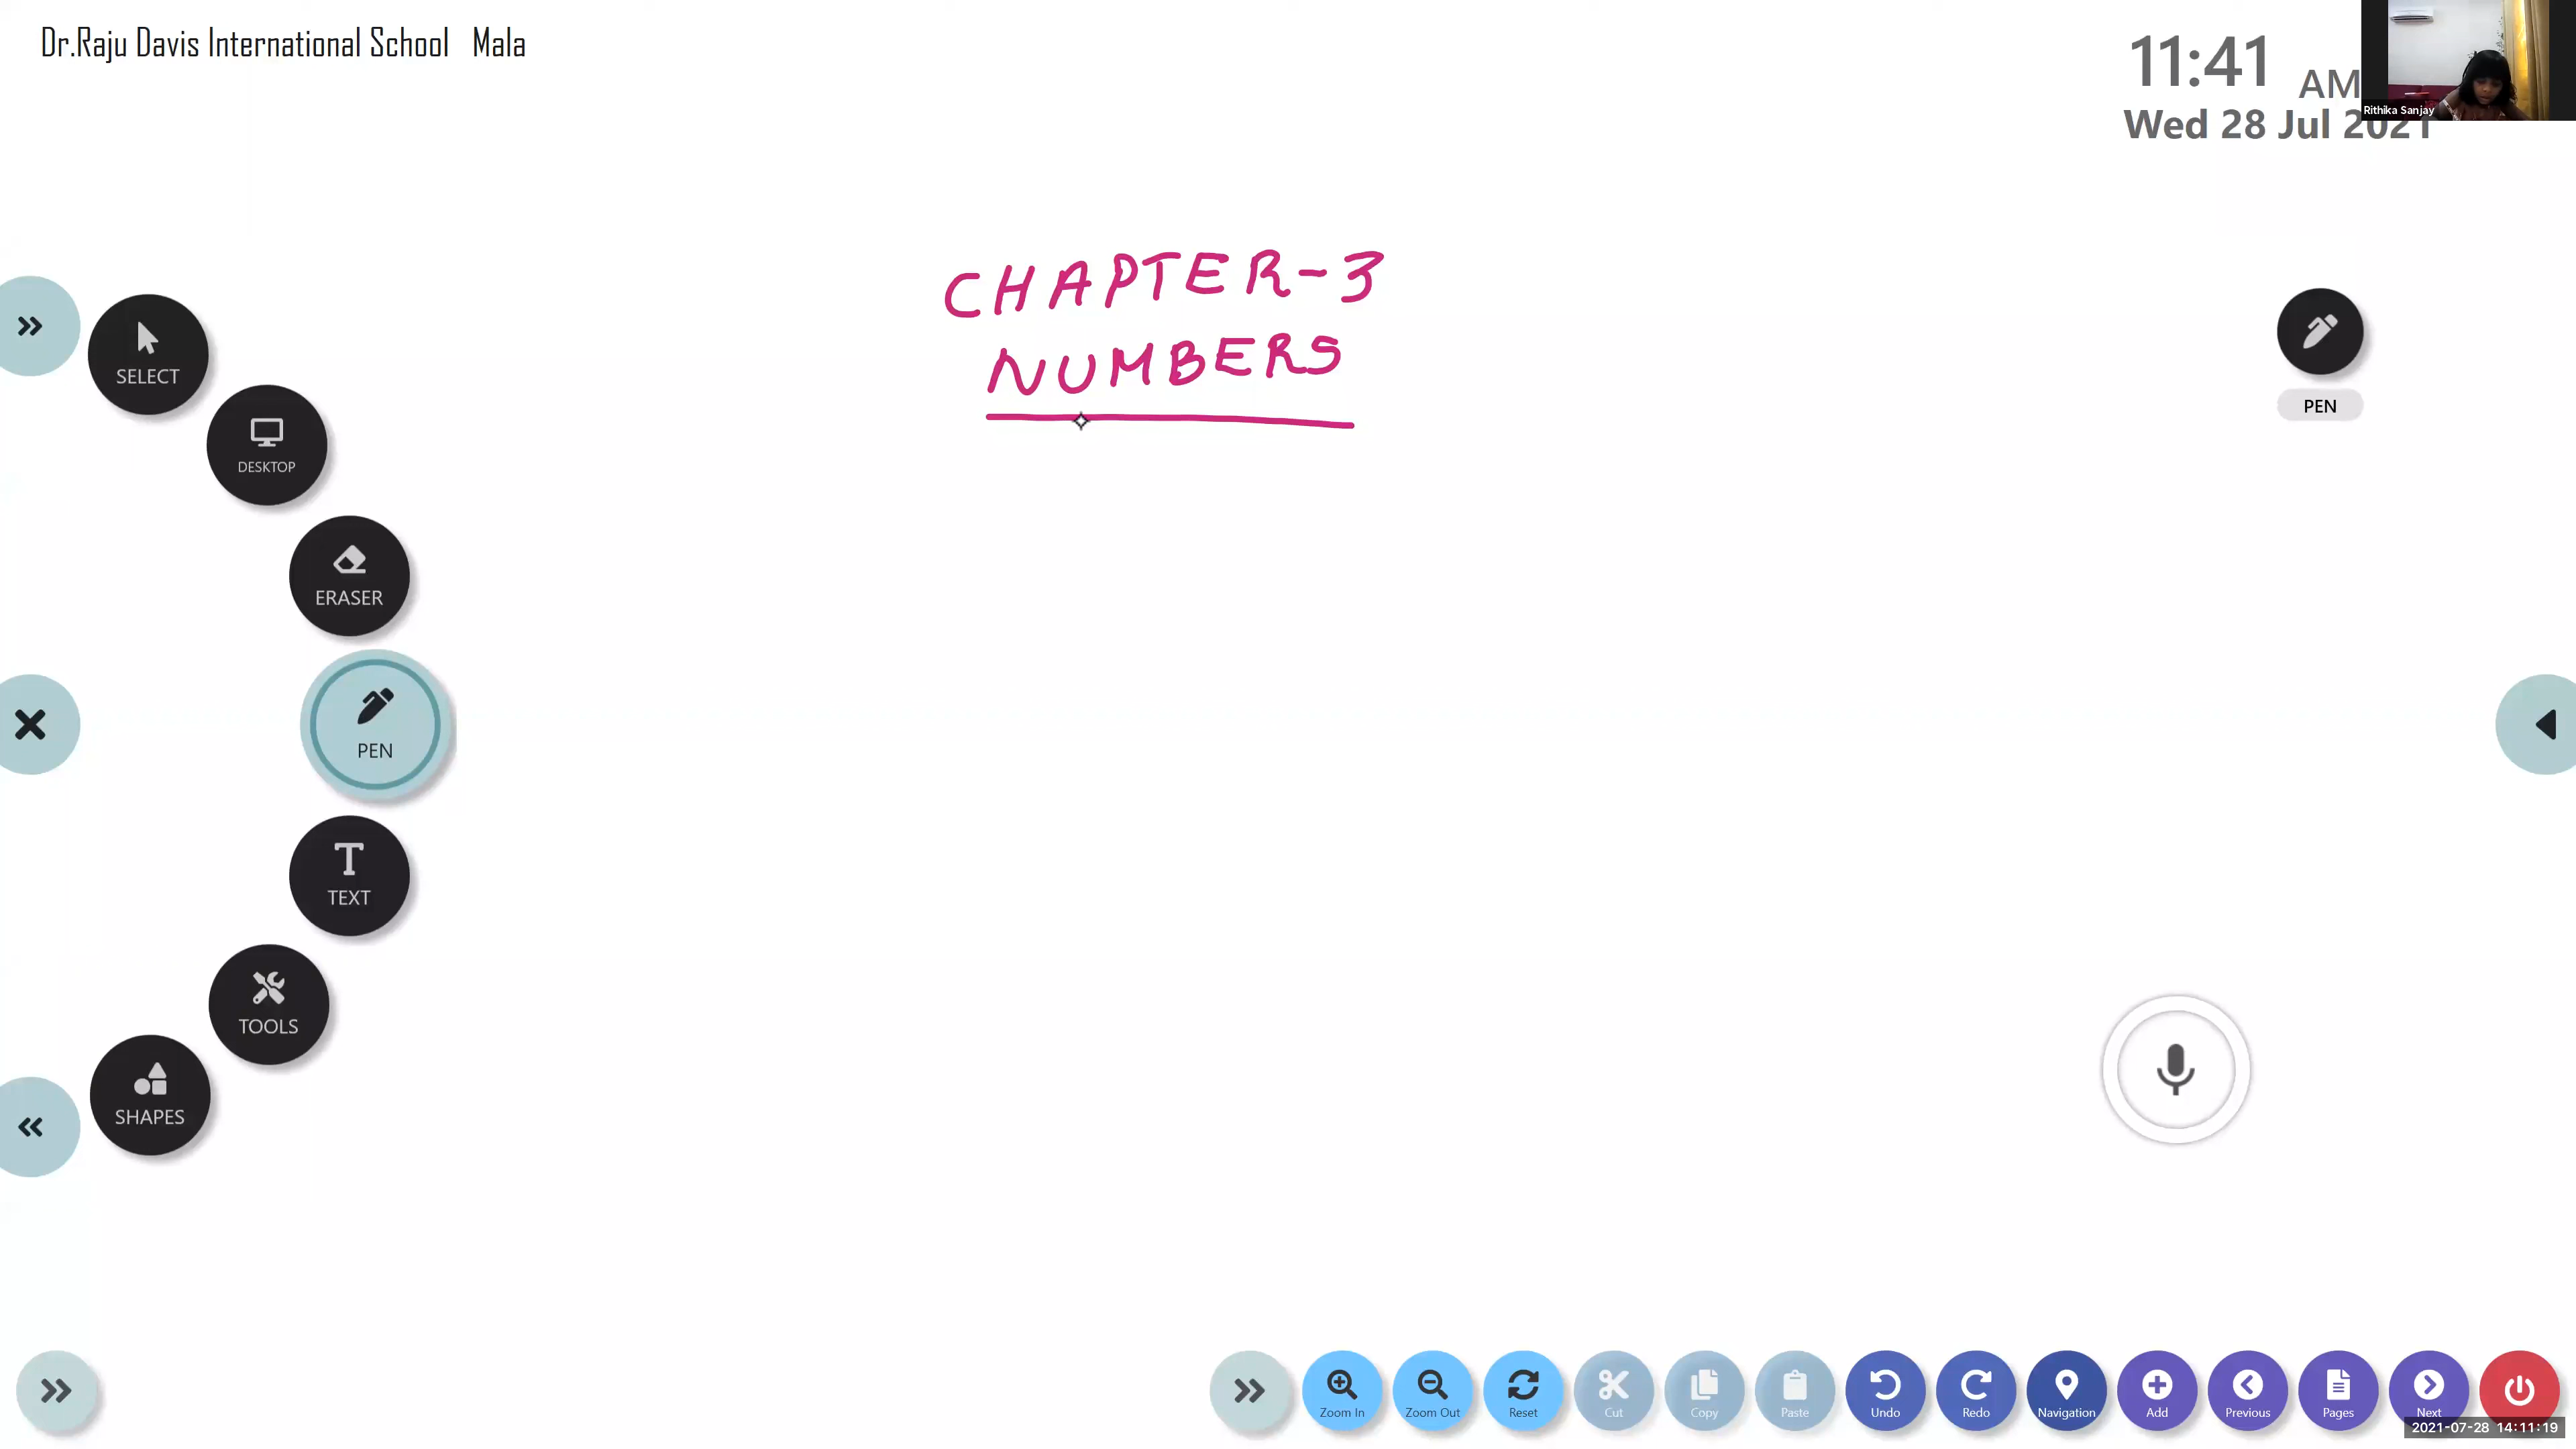 Dr.Raju Davis International School Mala
11:41 AM
Wed 28 Jul 2021
Rithika Sanjay
CHAPTER-3
NUMBERS
SELECT
DESKTOP
ERASER
PEN
TEXT
TOOLS
SHAPES
PEN
Zoom In
Zoom Out
Reset
Cut
Copy
Paste
Undo
Redo
Navigation
Add
Previous
Pages
Next
2021-07-28 14:11:19